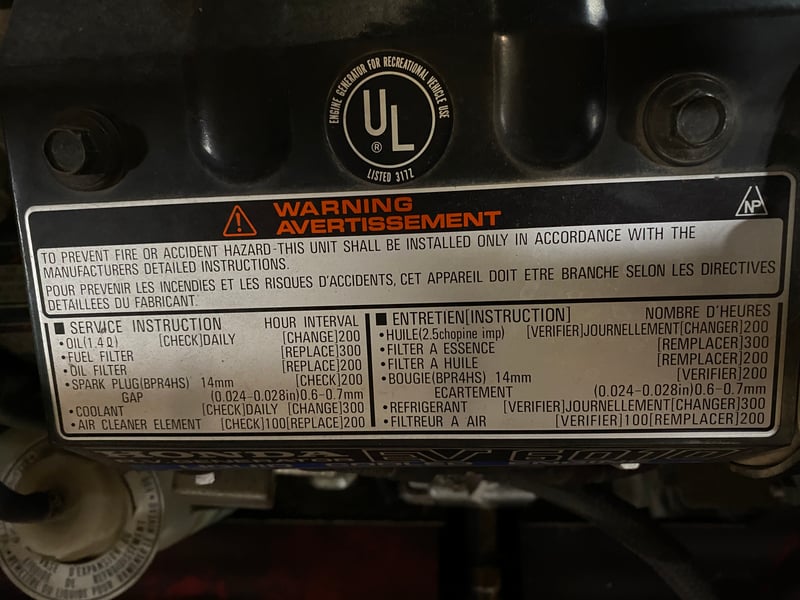 ENGINE GENERATOR FOR RECREATIONAL VEHICLE USE
UL
®
LISTED 317Z
WARNING
AVERTISSEMENT
NP
TO PREVENT FIRE OR ACCIDENT HAZARD-THIS UNIT SHALL BE INSTALLED ONLY IN ACCORDANCE WITH THE
MANUFACTURERS DETAILED INSTRUCTIONS.
POUR PREVENIR LES INCENDIES ET LES RISQUES D'ACCIDENTS, CET APPAREIL DOIT ETRE BRANCHE SELON LES DIRECTIVES
DETAILLEES DU FABRICANT.
■ SERVICE INSTRUCTION HOUR INTERVAL
•OIL(1.4ℓ) [CHECK]DAILY [CHANGE]200
•FUEL FILTER [REPLACE]300
•OIL FILTER [REPLACE]200
•SPARK PLUG(BPR4HS) 14mm [CHECK]200
GAP (0.024-0.028in)0.6-0.7mm
•COOLANT [CHECK]DAILY [CHANGE]300
•AIR CLEANER ELEMENT [CHECK]100[REPLACE]200
■ ENTRETIEN[INSTRUCTION] NOMBRE D'HEURES
•HUILE(2.5chopine imp) [VERIFIER]JOURNELLEMENT[CHANGER]200
•FILTER A ESSENCE [REMPLACER]300
•FILTER A HUILE [REMPLACER]200
•BOUGIE(BPR4HS) 14mm [VERIFIER]200
ECARTEMENT (0.024-0.028in)0.6-0.7mm
•REFRIGERANT [VERIFIER]JOURNELLEMENT[CHANGER]300
•FILTREUR A AIR [VERIFIER]100[REMPLACER]200
HONDA EV 6010
VASE D'EXPANSION